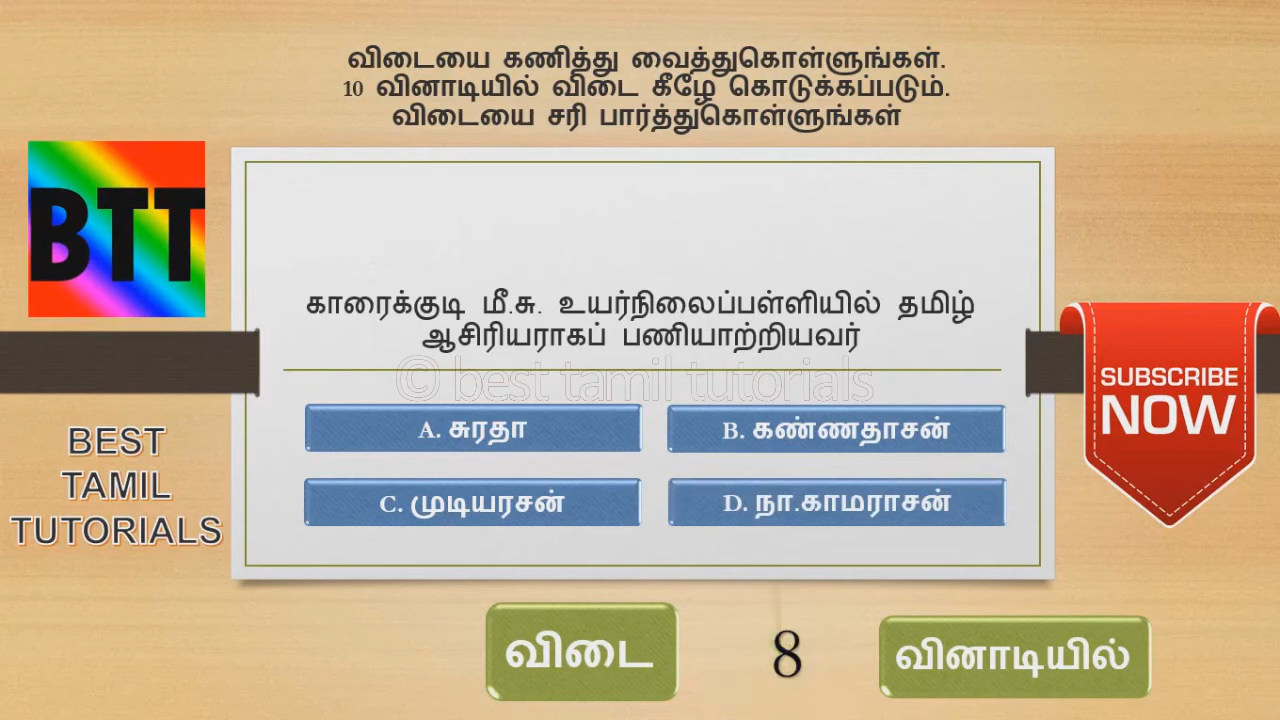 விடையை கணித்து வைத்துகொள்ளுங்கள்.
10 வினாடியில் விடை கீழே கொடுக்கப்படும்.
விடையை சரி பார்த்துகொள்ளுங்கள்
BTT
காரைக்குடி மீ.சு. உயர்நிலைப்பள்ளியில் தமிழ்
ஆசிரியராகப் பணியாற்றியவர்
© best tamil tutorials
A. சுரதா
B. கண்ணதாசன்
C. முடியரசன்
D. நா.காமராசன்
SUBSCRIBE
NOW
BEST
TAMIL
TUTORIALS
விடை
8
வினாடியில்